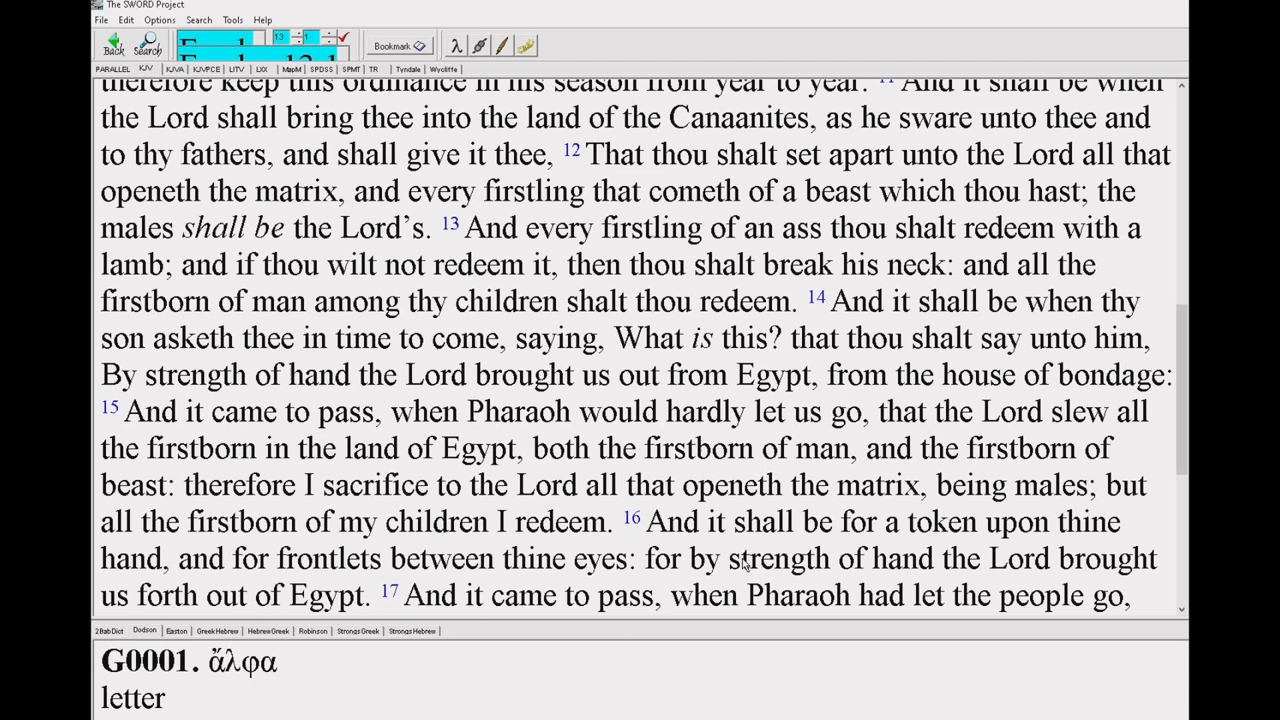 The SWORD Project
File Edit Options Search Tools Help
Back Search 13 1 Bookmark λ
PARALLEL KJV KJVA KJVPCE LITV LXX MapM SPDSS SPMT TR Tyndale Wycliffe
therefore keep this ordinance in his season from year to year. 11 And it shall be when
the Lord shall bring thee into the land of the Canaanites, as he sware unto thee and
to thy fathers, and shall give it thee, 12 That thou shalt set apart unto the Lord all that
openeth the matrix, and every firstling that cometh of a beast which thou hast; the
males shall be the Lord’s. 13 And every firstling of an ass thou shalt redeem with a
lamb; and if thou wilt not redeem it, then thou shalt break his neck: and all the
firstborn of man among thy children shalt thou redeem. 14 And it shall be when thy
son asketh thee in time to come, saying, What is this? that thou shalt say unto him,
By strength of hand the Lord brought us out from Egypt, from the house of bondage:
15 And it came to pass, when Pharaoh would hardly let us go, that the Lord slew all
the firstborn in the land of Egypt, both the firstborn of man, and the firstborn of
beast: therefore I sacrifice to the Lord all that openeth the matrix, being males; but
all the firstborn of my children I redeem. 16 And it shall be for a token upon thine
hand, and for frontlets between thine eyes: for by strength of hand the Lord brought
us forth out of Egypt. 17 And it came to pass, when Pharaoh had let the people go,
2BabDict Dodson Easton GreekHebrew HebrewGreek Robinson StrongsGreek StrongsHebrew
G0001. ἄλφα
letter